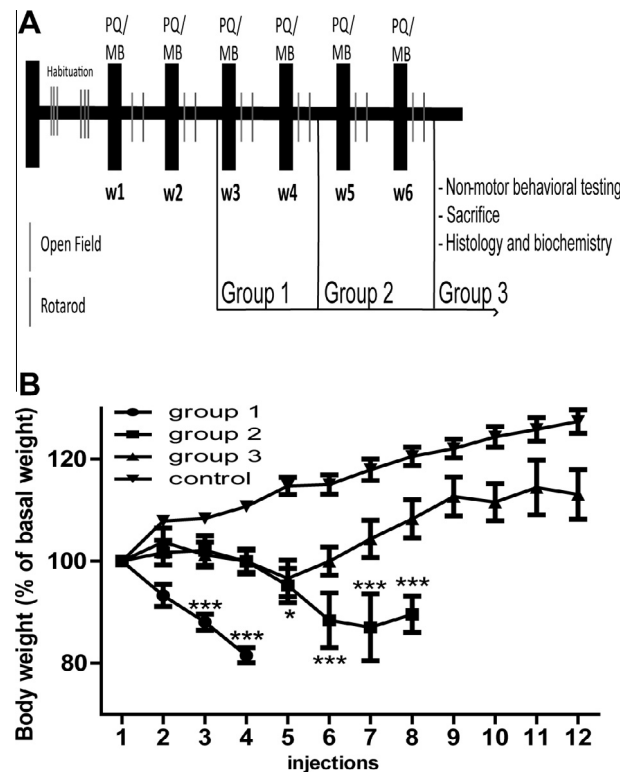 A
PQ/ PQ/ PQ/ PQ/ PQ/ PQ/
MB MB MB MB MB MB
Habituation
w1 w2 w3 w4 w5 w6
- Non-motor behavioral testing
- Sacrifice
- Histology and biochemistry
Open Field
Rotarod
Group 1 Group 2 Group 3
B
Body weight (% of basal weight)
group 1
group 2
group 3
control
120
100
80
***
***
*
***
***
***
1 2 3 4 5 6 7 8 9 10 11 12
injections